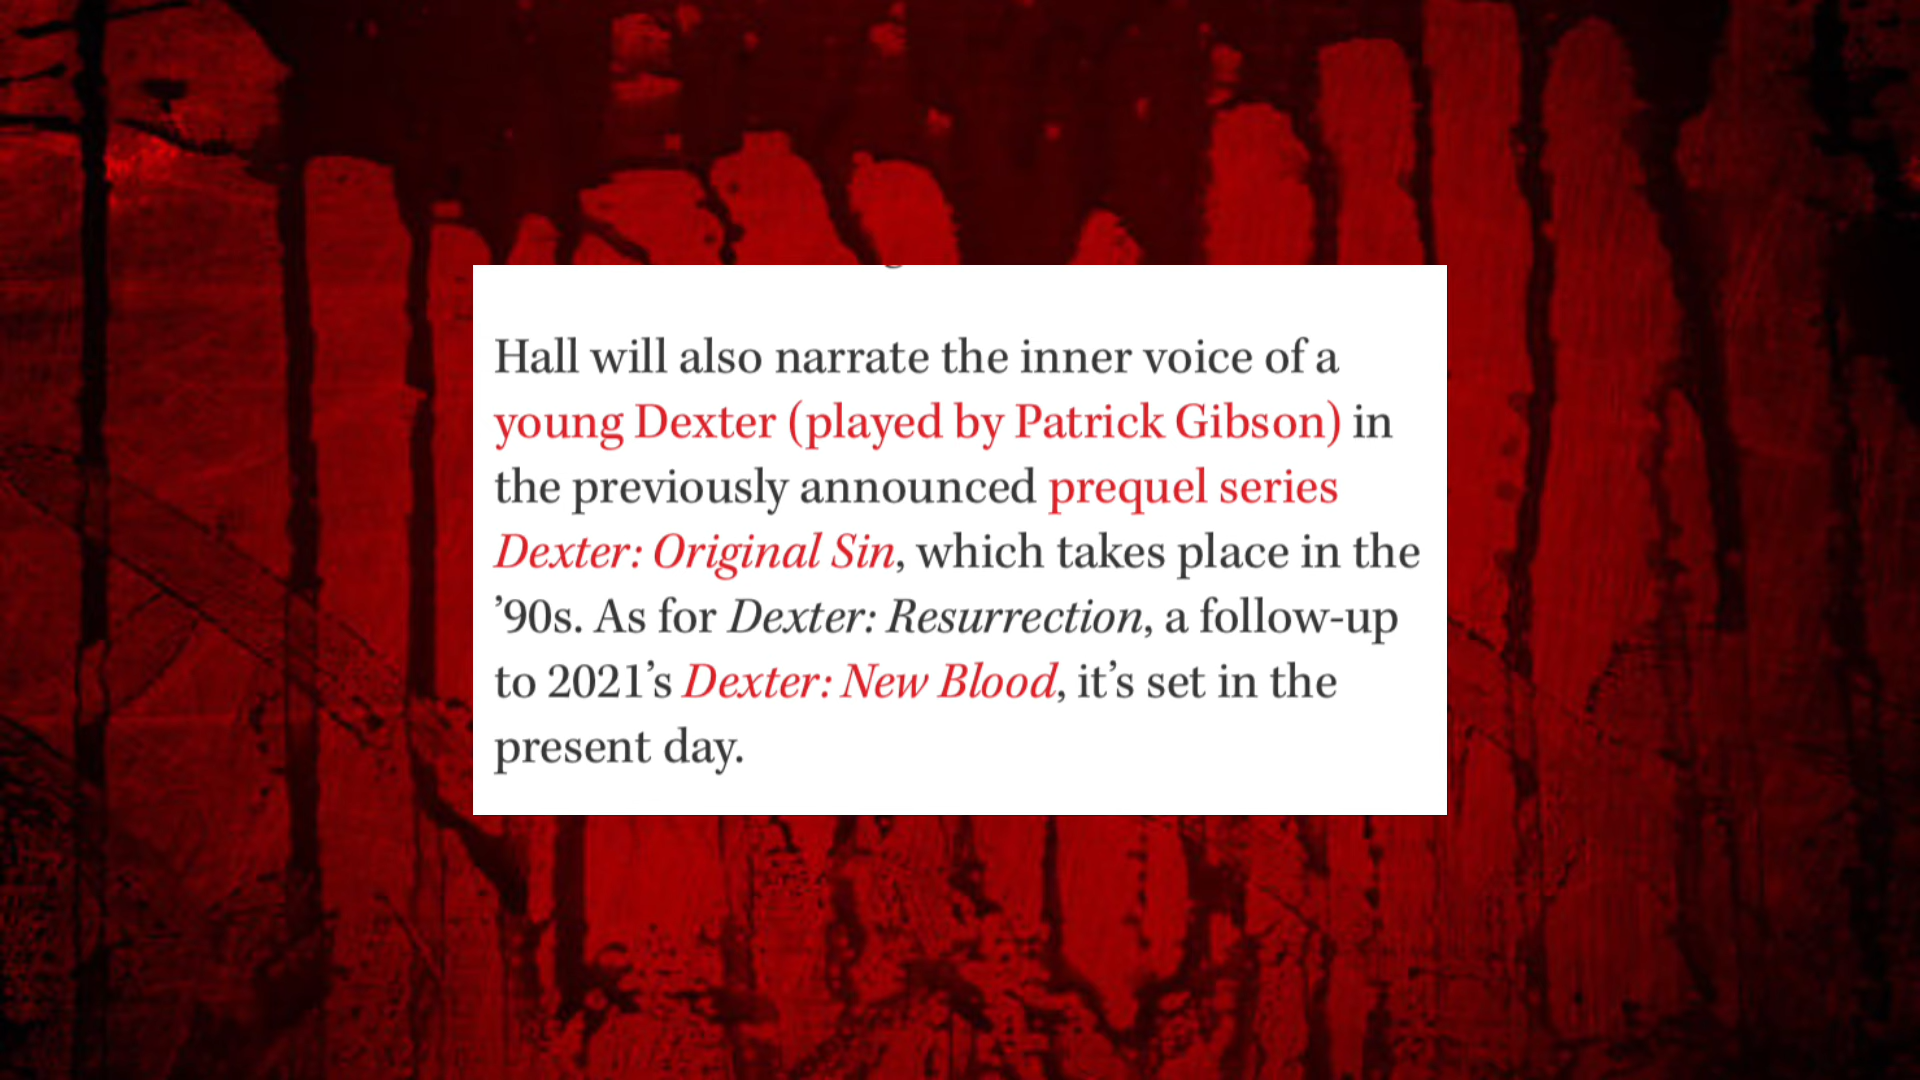 Hall will also narrate the inner voice of a
young Dexter (played by Patrick Gibson) in
the previously announced prequel series
Dexter: Original Sin, which takes place in the
’90s. As for Dexter: Resurrection, a follow-up
to 2021’s Dexter: New Blood, it’s set in the
present day.